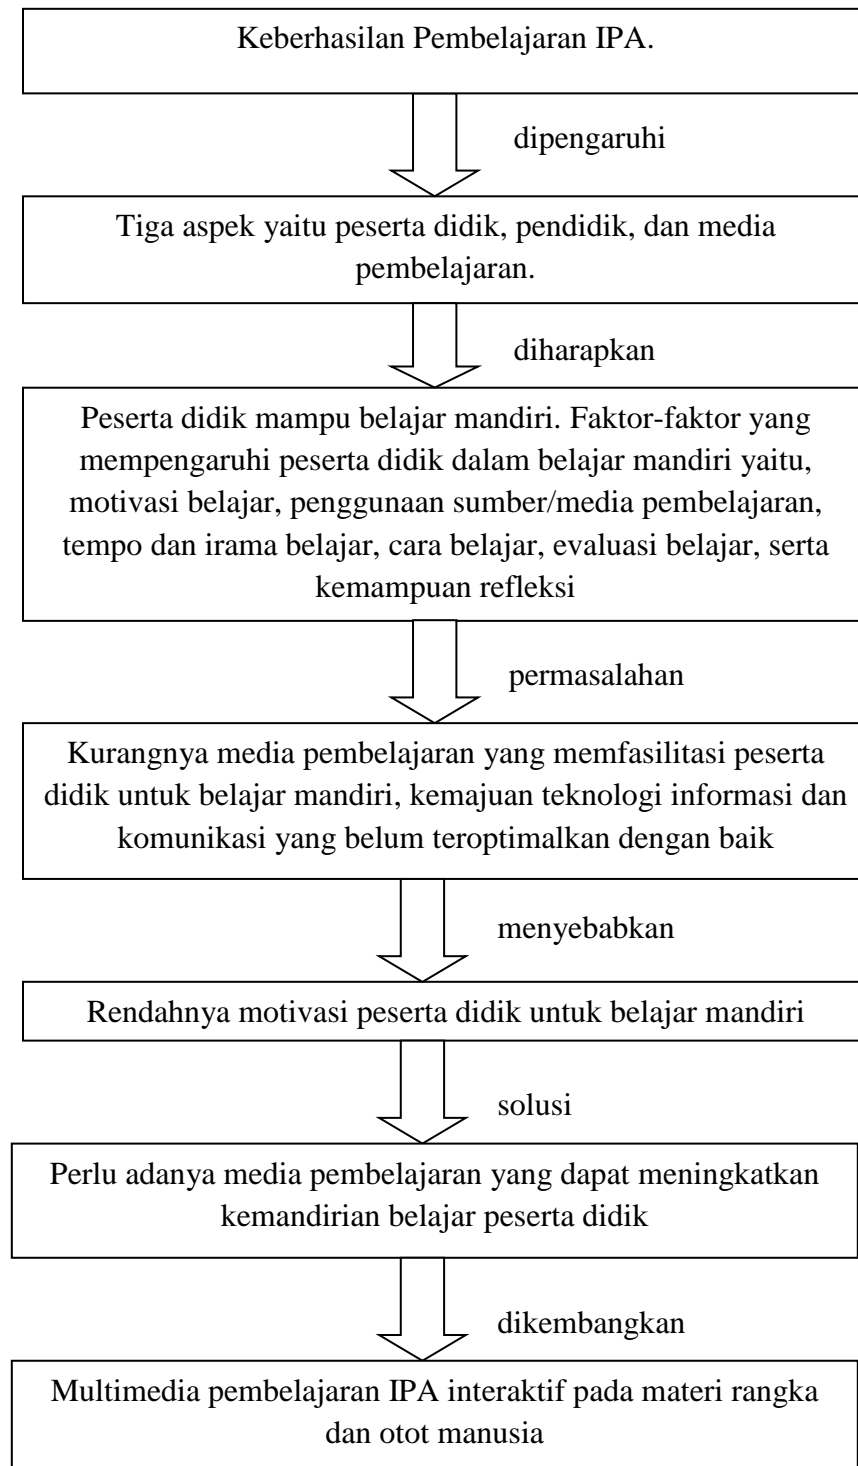 Keberhasilan Pembelajaran IPA.
dipengaruhi
Tiga aspek yaitu peserta didik, pendidik, dan media
pembelajaran.
diharapkan
Peserta didik mampu belajar mandiri. Faktor-faktor yang
mempengaruhi peserta didik dalam belajar mandiri yaitu,
motivasi belajar, penggunaan sumber/media pembelajaran,
tempo dan irama belajar, cara belajar, evaluasi belajar, serta
kemampuan refleksi
permasalahan
Kurangnya media pembelajaran yang memfasilitasi peserta
didik untuk belajar mandiri, kemajuan teknologi informasi dan
komunikasi yang belum teroptimalkan dengan baik
menyebabkan
Rendahnya motivasi peserta didik untuk belajar mandiri
solusi
Perlu adanya media pembelajaran yang dapat meningkatkan
kemandirian belajar peserta didik
dikembangkan
Multimedia pembelajaran IPA interaktif pada materi rangka
dan otot manusia